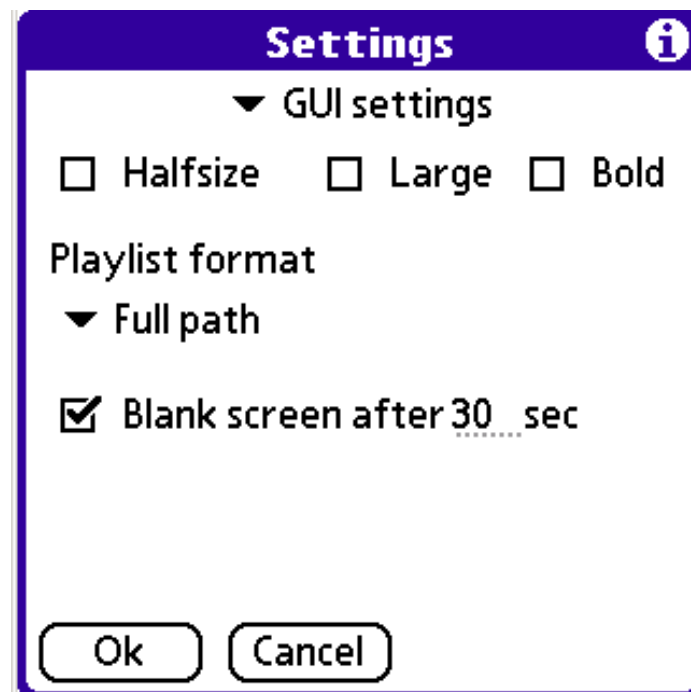 Settings
GUI settings
Halfsize Large Bold
Playlist format
Full path
Blank screen after 30 sec
Ok Cancel